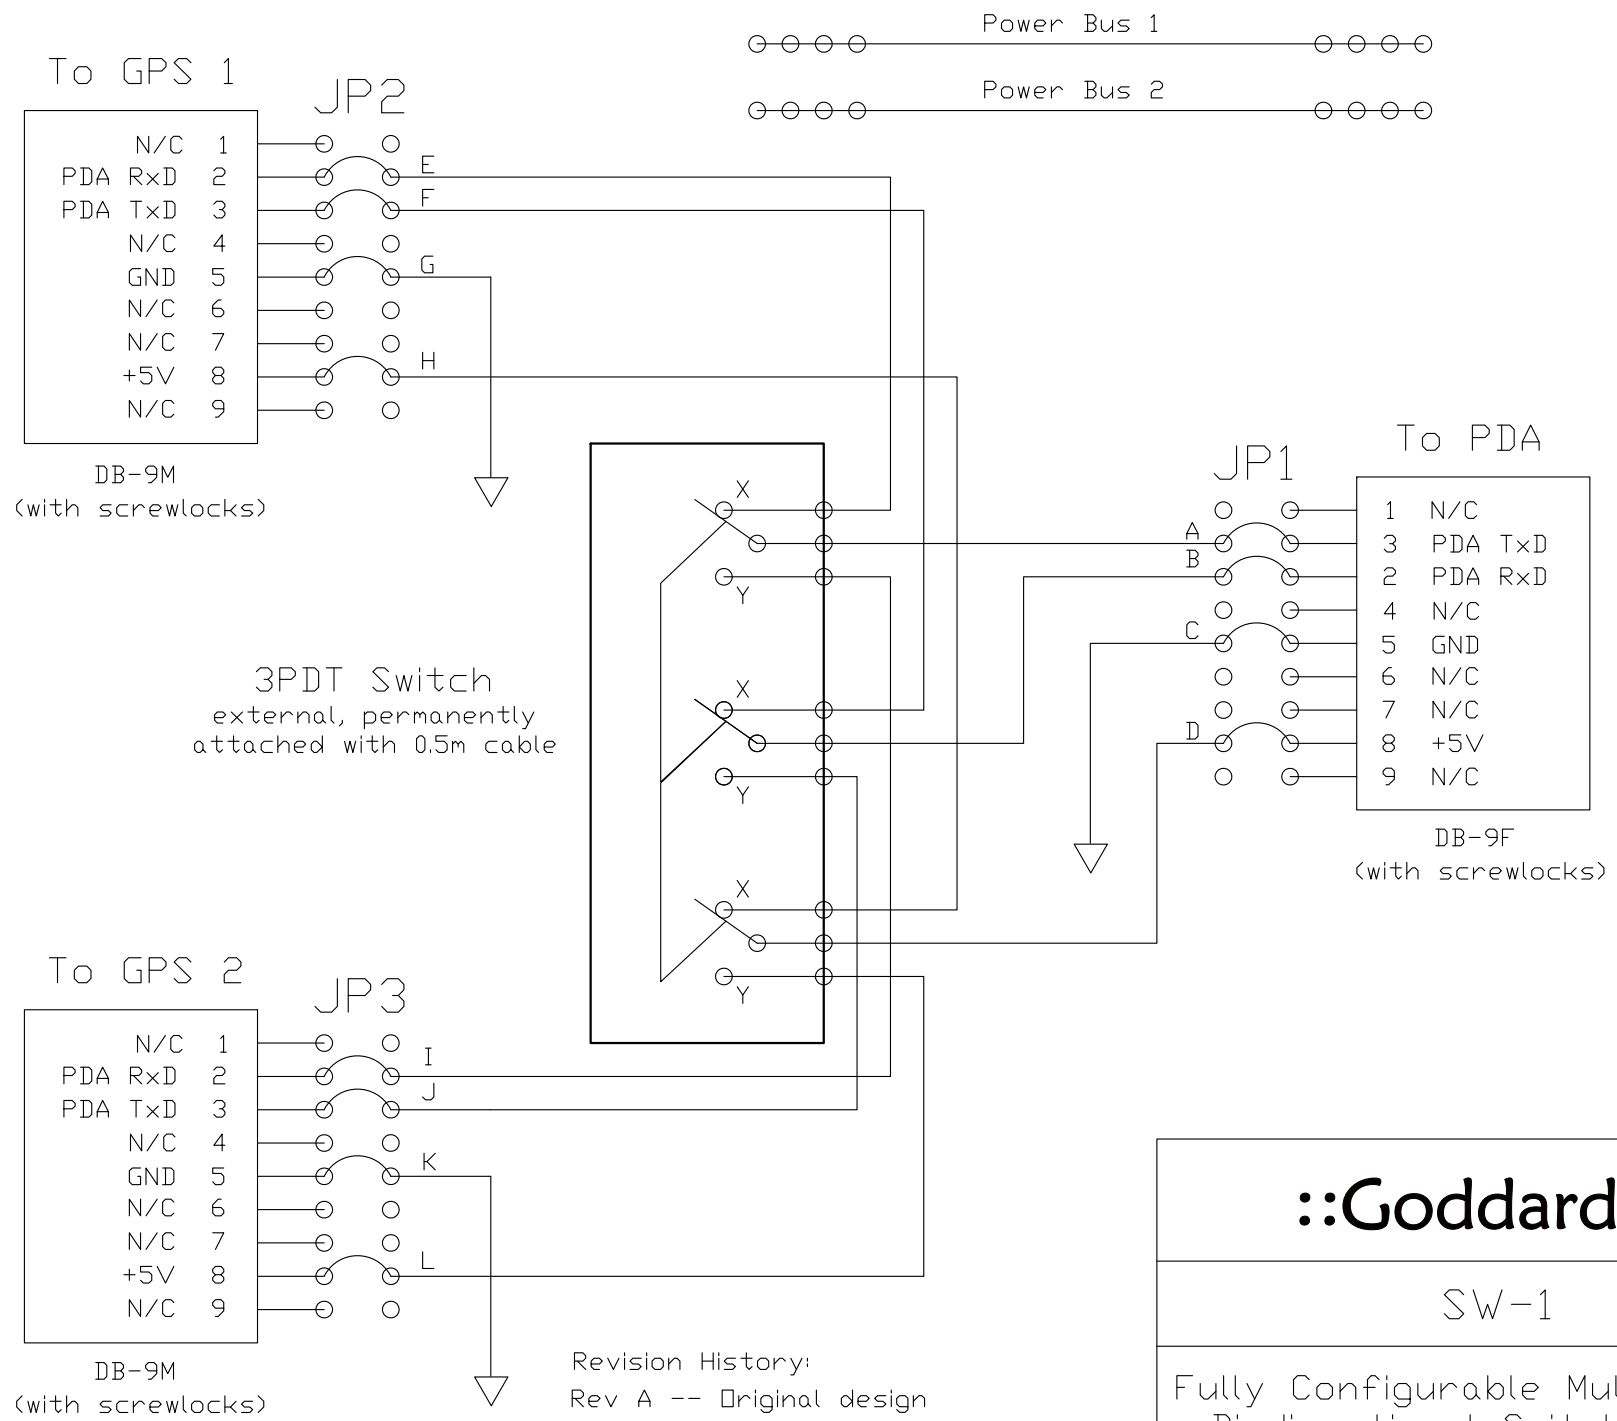 Power Bus 1
Power Bus 2
To GPS 1
JP2
N/C 1
PDA RxD 2
PDA TxD 3
N/C 4
GND 5
N/C 6
N/C 7
+5V 8
N/C 9
E
F
G
H
DB-9M
(with screwlocks)
To PDA
JP1
1 N/C
3 PDA TxD
2 PDA RxD
4 N/C
5 GND
6 N/C
7 N/C
8 +5V
9 N/C
A
B
C
D
DB-9F
(with screwlocks)
X
Y
X
Y
X
Y
3PDT Switch
external, permanently
attached with 0.5m cable
To GPS 2
JP3
N/C 1
PDA RxD 2
PDA TxD 3
N/C 4
GND 5
N/C 6
N/C 7
+5V 8
N/C 9
I
J
K
L
DB-9M
(with screwlocks)
Revision History:
Rev A -- Original design
::Goddard
SW-1
Fully Configurable Mul